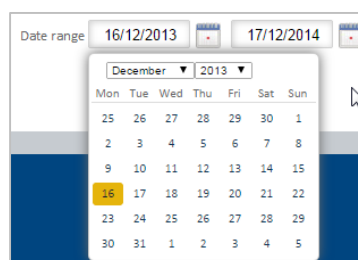 Date range 16/12/2013 17/12/2014
December 2013
Mon Tue Wed Thu Fri Sat Sun
25 26 27 28 29 30 1
2 3 4 5 6 7 8
9 10 11 12 13 14 15
16 17 18 19 20 21 22
23 24 25 26 27 28 29
30 31 1 2 3 4 5